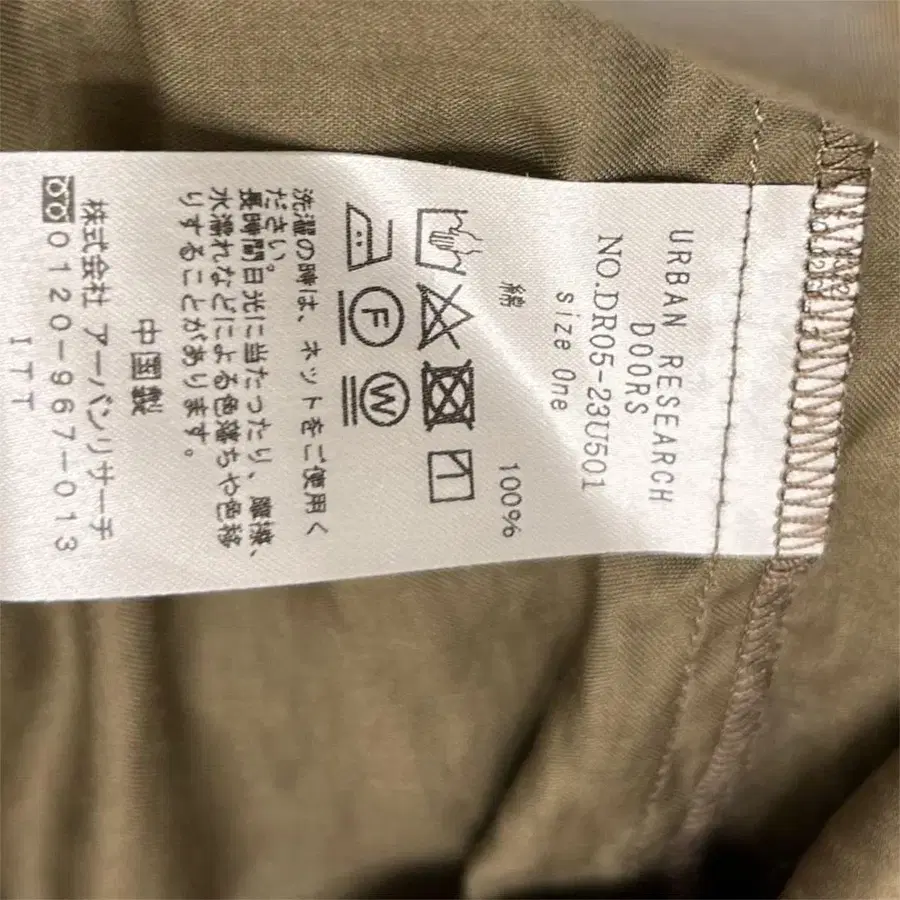 URBAN RESEARCH
DOORS
NO.DR05-23U501
size One
綿 100%
F
W
洗濯の時は、ネットをご使用く
ださい。
長時間日光に当たったり、摩擦、
水濡れなどによる色落ちや色移
りすることがあります。
中国製
株式会社 アーバンリサーチ
0120-967-013
ITT